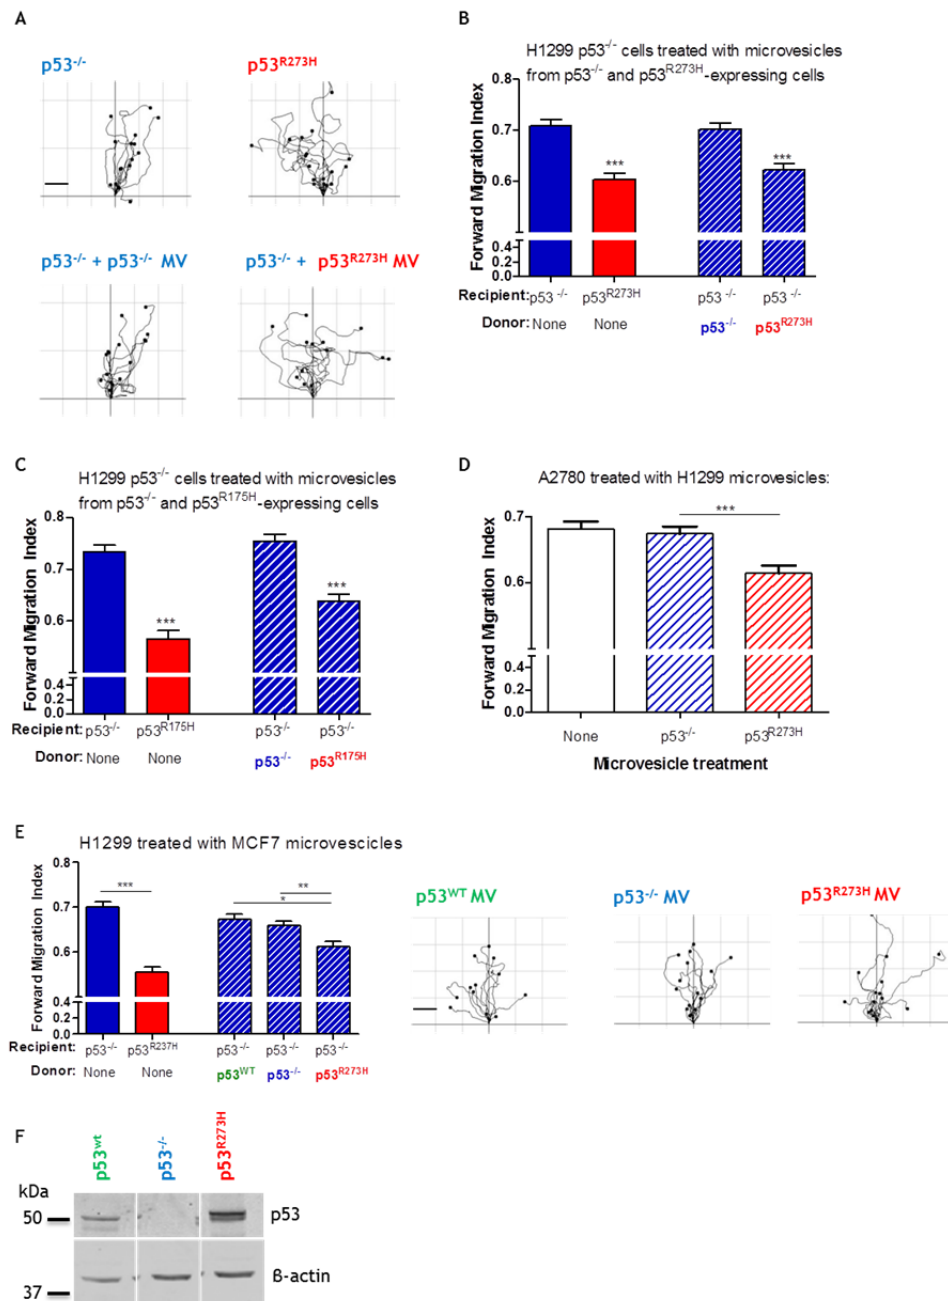 A
p53-/-
p53R273H
p53-/- + p53-/- MV
p53-/- + p53R273H MV
B
H1299 p53-/- cells treated with microvesicles
from p53-/- and p53R273H-expressing cells
Forward Migration Index
0.8
0.7
0.6
0.4
0.2
0.0
***
***
Recipient: p53 -/- p53R273H p53 -/- p53 -/-
Donor: None None p53-/- p53R273H
C
H1299 p53-/- cells treated with microvesicles
from p53-/- and p53R175H-expressing cells
Forward Migration Index
0.8
0.7
0.6
0.4
0.2
0.0
***
***
Recipient: p53-/- p53R175H p53-/- p53-/-
Donor: None None p53-/- p53R175H
D
A2780 treated with H1299 microvesicles:
Forward Migration Index
0.7
0.6
0.4
0.2
0.0
***
None p53-/- p53R273H
Microvesicle treatment
E
H1299 treated with MCF7 microvescicles
Forward Migration Index
0.8
0.7
0.6
0.4
0.2
0.0
***
**
*
Recipient: p53-/- p53R237H p53-/- p53-/- p53-/-
Donor: None None p53WT p53-/- p53R273H
p53WT MV
p53-/- MV
p53R273H MV
F
p53wt
p53-/-
p53R273H
kDa
50
p53
37
ß-actin